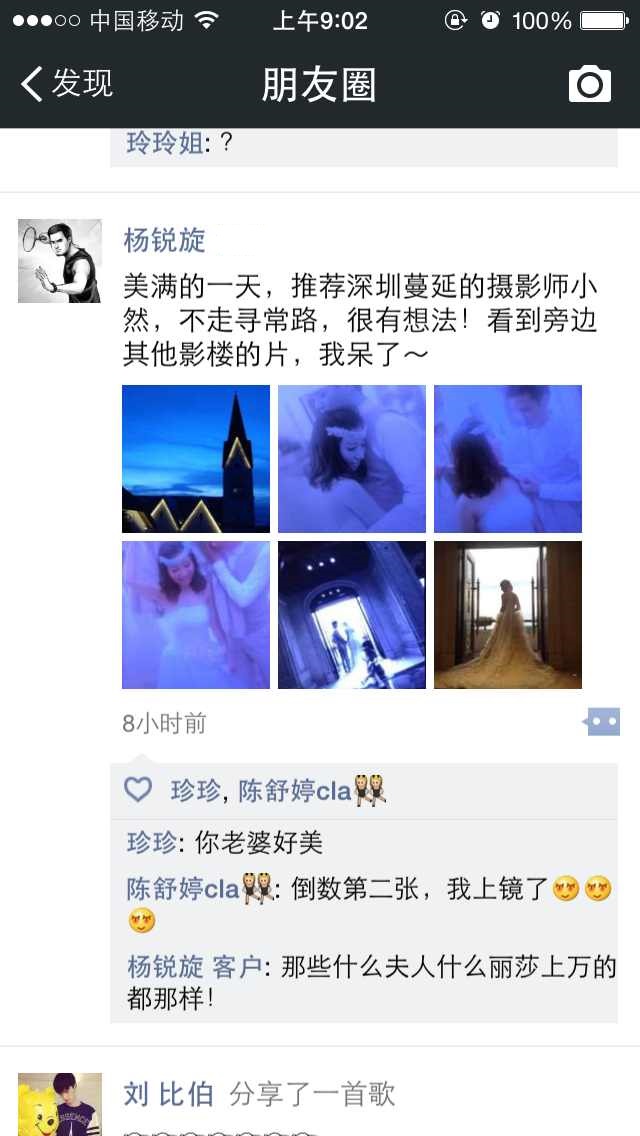 中国移动 上午9:02 100%
发现 朋友圈
玲玲姐: ?
杨锐旋
美满的一天，推荐深圳蔓延的摄影师小
然，不走寻常路，很有想法！看到旁边
其他影楼的片，我呆了～
8小时前
珍珍, 陈舒婷cla👯
珍珍: 你老婆好美
陈舒婷cla👯: 倒数第二张，我上镜了😍😍
😍
杨锐旋 客户: 那些什么夫人什么丽莎上万的
都那样！
刘 比伯 分享了一首歌